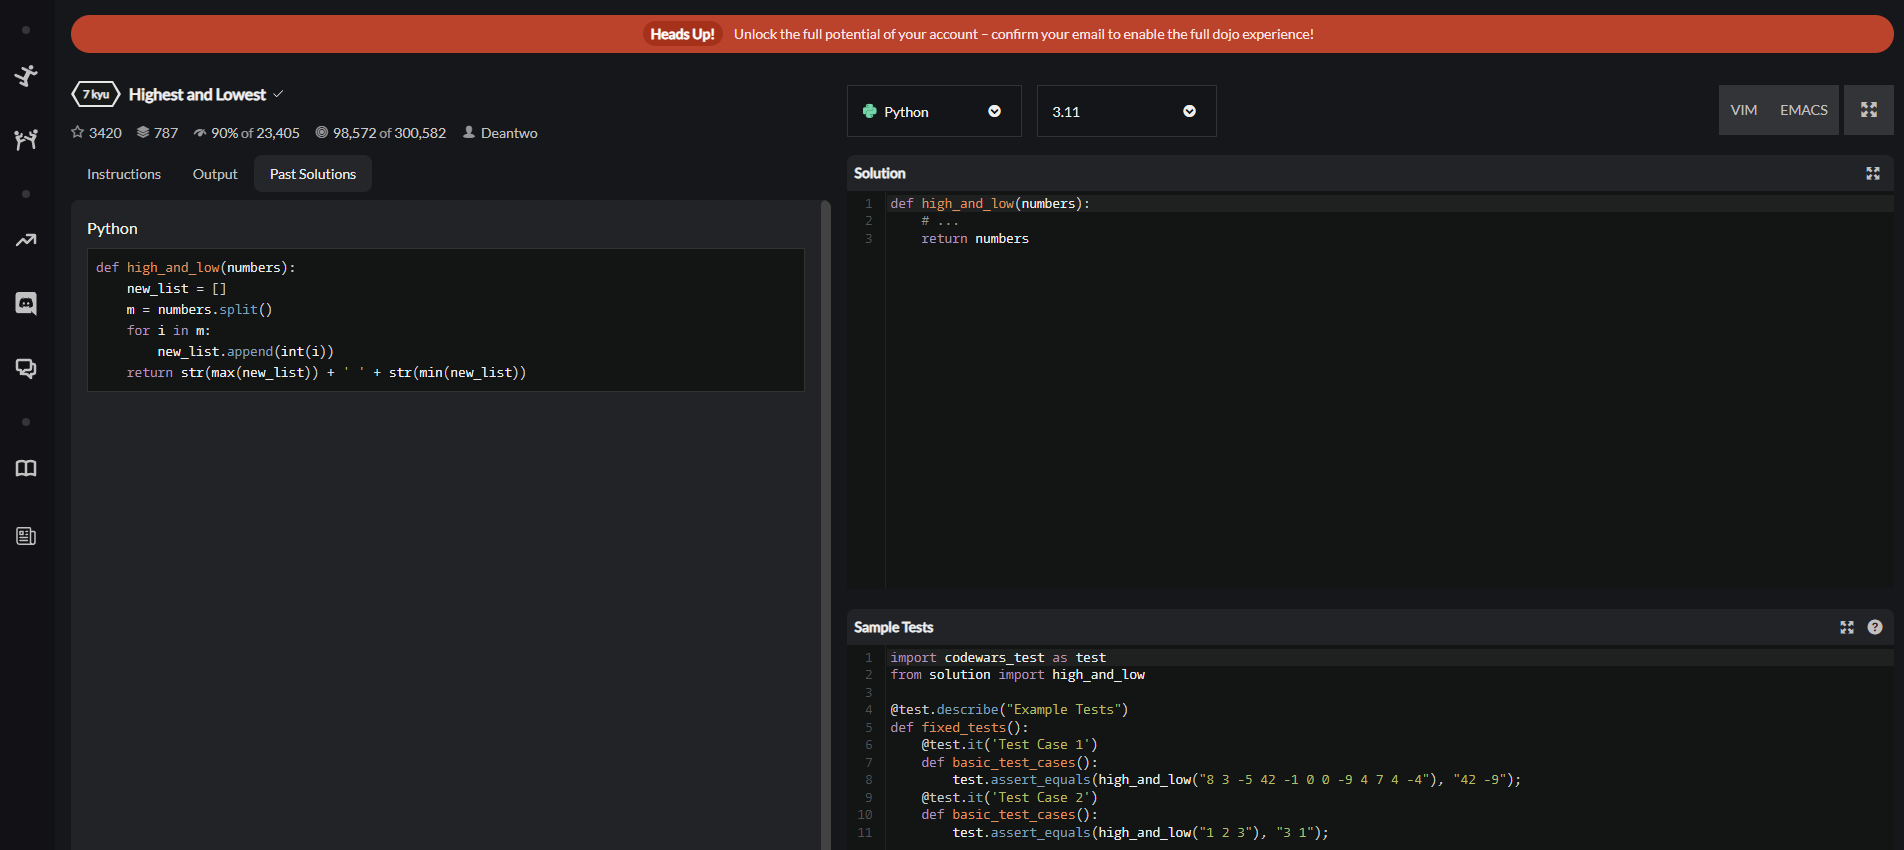 Heads Up! Unlock the full potential of your account – confirm your email to enable the full dojo experience!
7 kyu Highest and Lowest
3420 787 90% of 23,405 98,572 of 300,582 Deantwo
Instructions Output Past Solutions
Python
def high_and_low(numbers):
    new_list = []
    m = numbers.split()
    for i in m:
        new_list.append(int(i))
    return str(max(new_list)) + ' ' + str(min(new_list))
Python 3.11 VIM EMACS
Solution
1 def high_and_low(numbers):
2     # ...
3     return numbers
Sample Tests
1 import codewars_test as test
2 from solution import high_and_low
3
4 @test.describe("Example Tests")
5 def fixed_tests():
6     @test.it('Test Case 1')
7     def basic_test_cases():
8         test.assert_equals(high_and_low("8 3 -5 42 -1 0 0 -9 4 7 4 -4"), "42 -9");
9     @test.it('Test Case 2')
10     def basic_test_cases():
11         test.assert_equals(high_and_low("1 2 3"), "3 1");